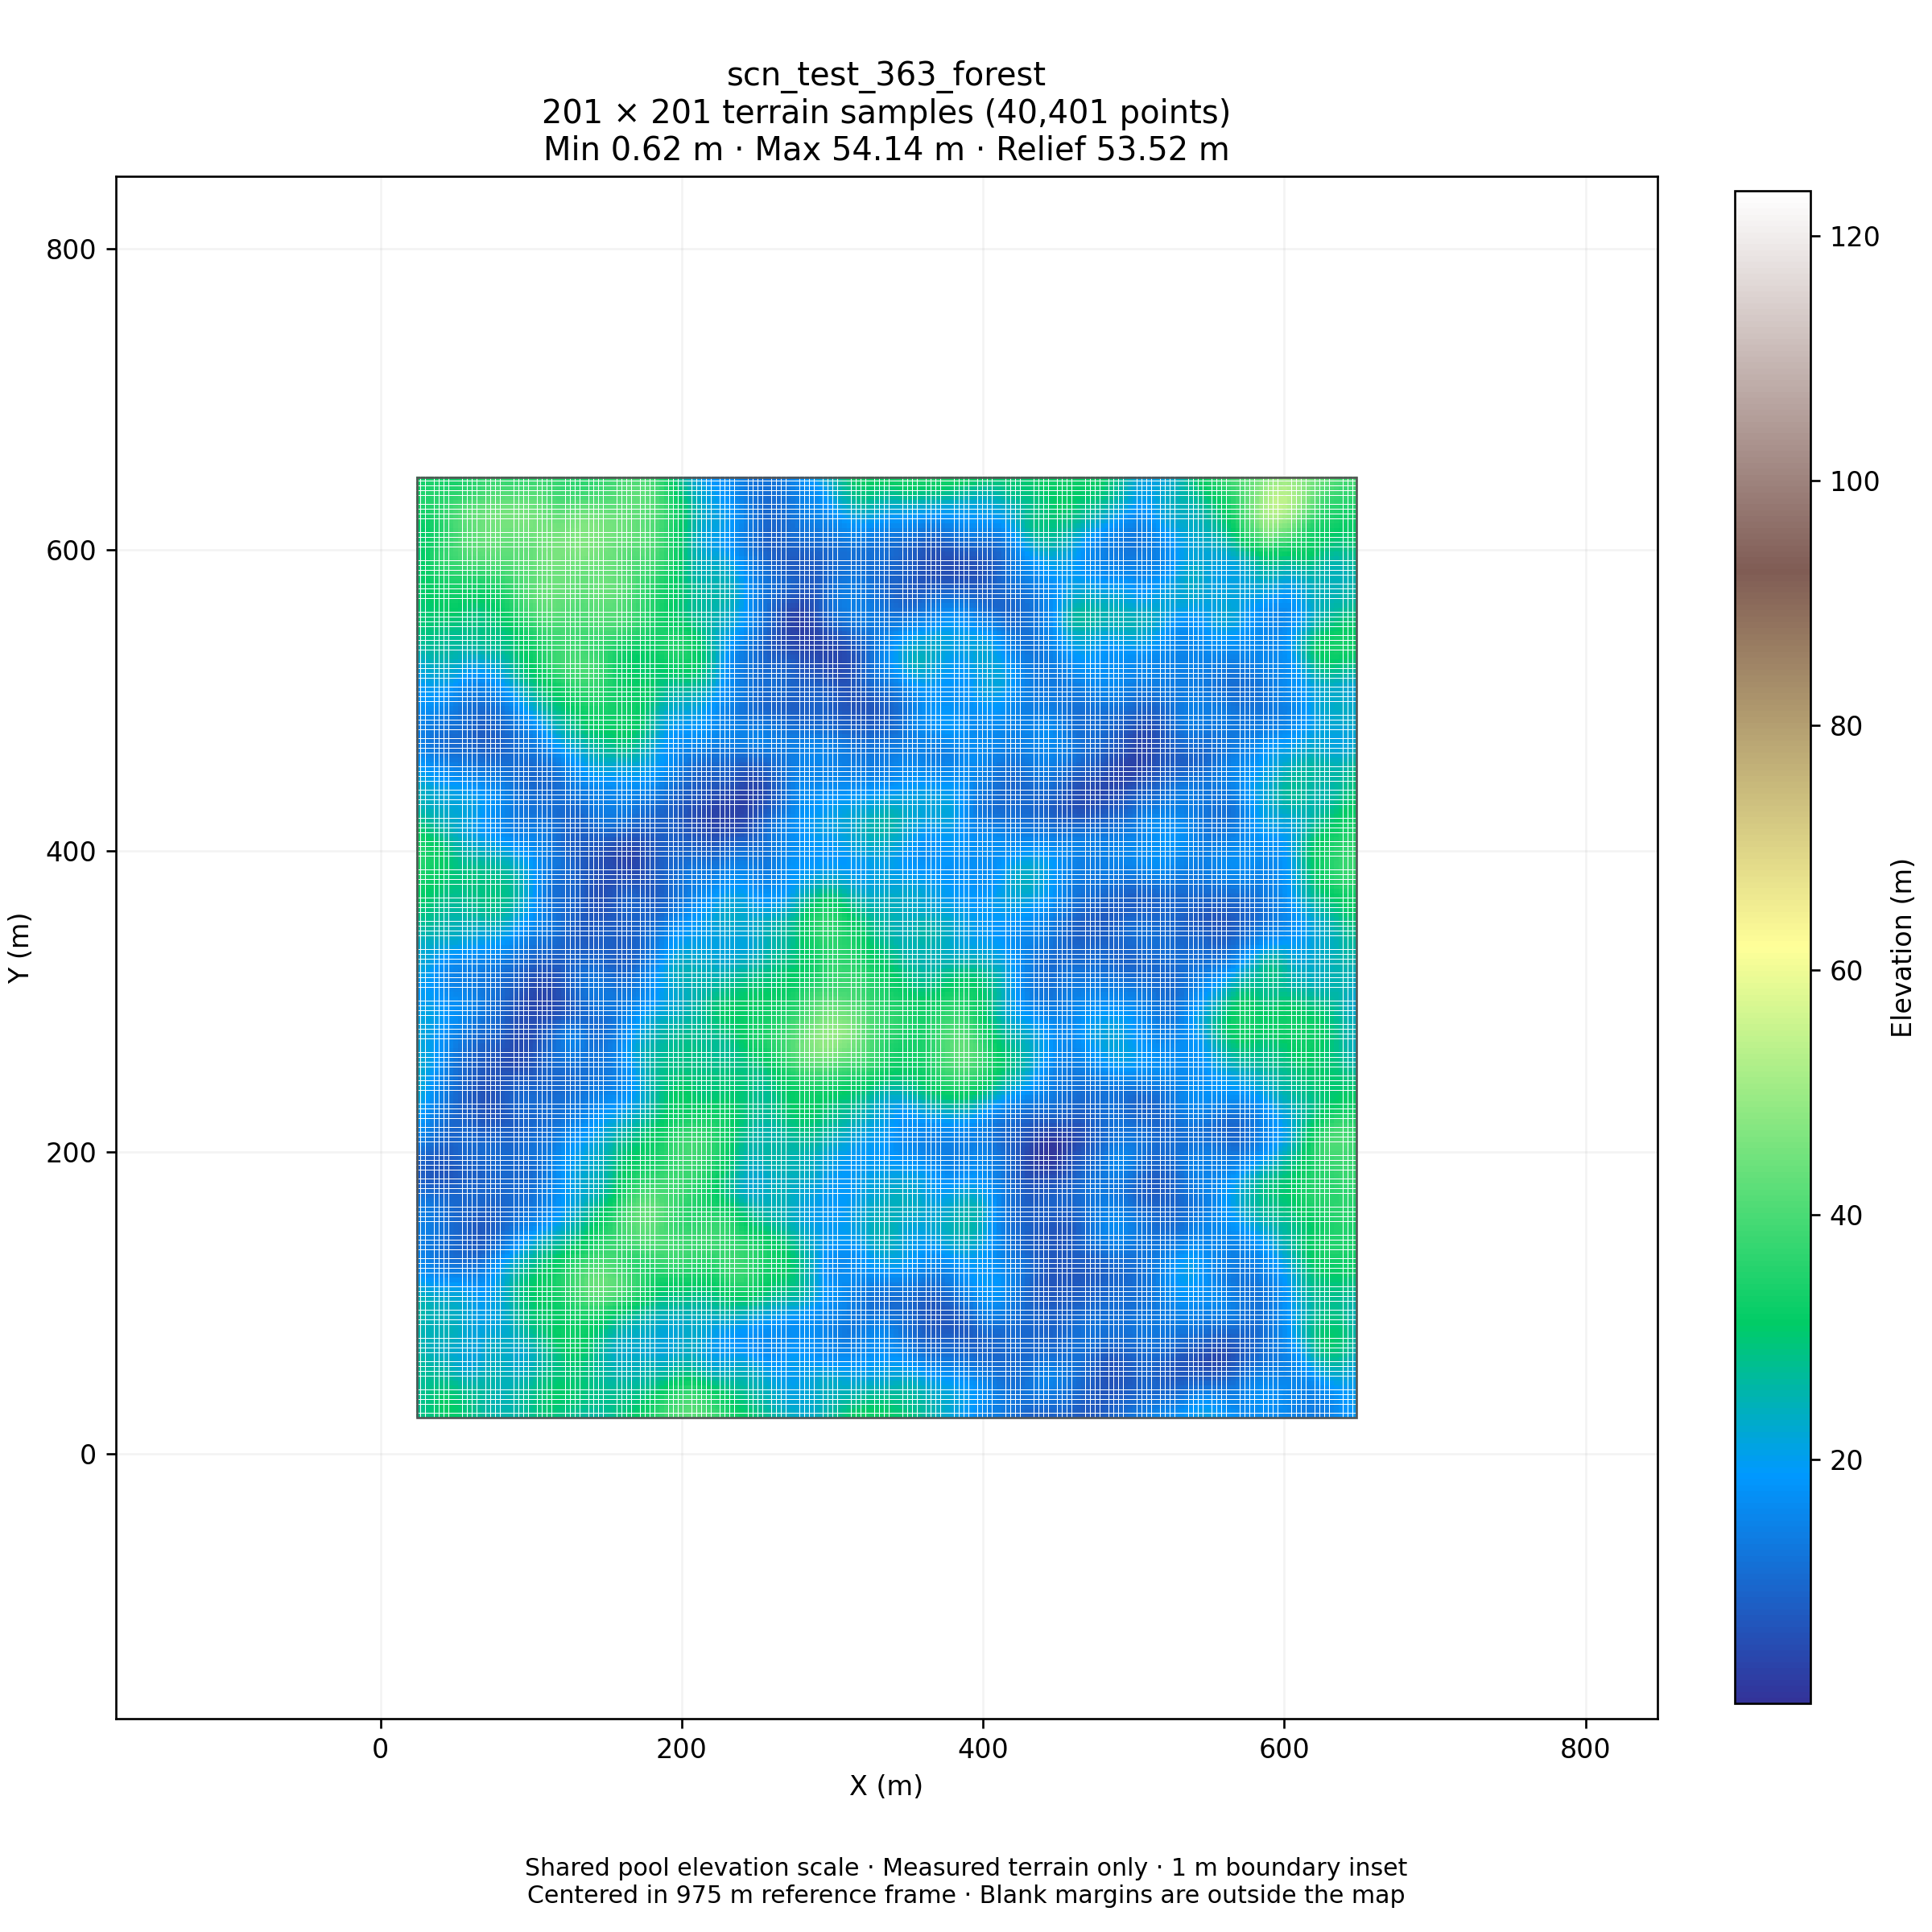 scn_test_363_forest
201 × 201 terrain samples (40,401 points)
Min 0.62 m · Max 54.14 m · Relief 53.52 m
800
600
400
200
0
Y (m)
0
200
400
600
800
X (m)
120
100
80
60
40
20
Elevation (m)
Shared pool elevation scale · Measured terrain only · 1 m boundary inset
Centered in 975 m reference frame · Blank margins are outside the map